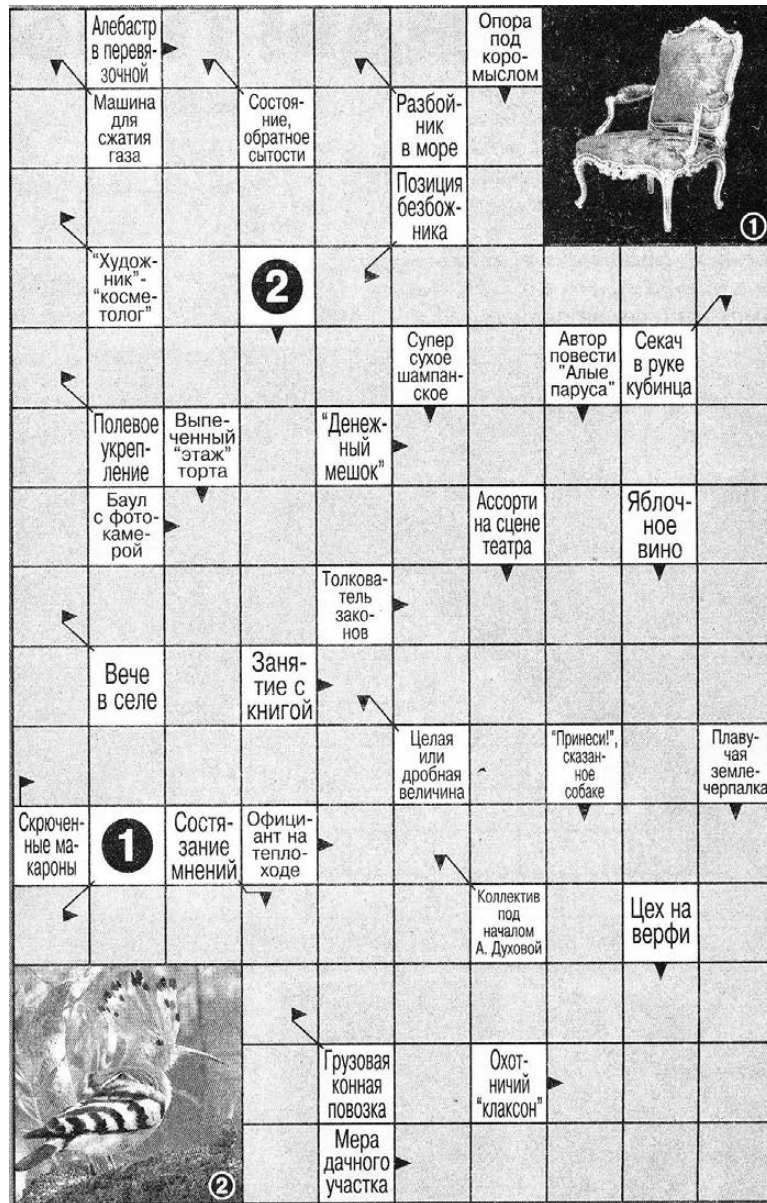 Алебастр
в перевя-
зочной
Опора
под
коро-
мыслом
Машина
для
сжатия
газа
Состоя-
ние,
обратное
сытости
Разбой-
ник
в море
Позиция
безбож-
ника
1
"Худож-
ник"-
"косме-
толог"
2
Супер
сухое
шампан-
ское
Автор
повести
"Алые
паруса"
Секач
в руке
кубинца
Полевое
укреп-
ление
Выпе-
ченный
"этаж"
торта
"Денеж-
ный
мешок"
Баул
с фото-
каме-
рой
Ассорти
на сцене
театра
Яблоч-
ное
вино
Толкова-
тель
зако-
нов
Вече
в селе
Заня-
тие с
книгой
Целая
или
дробная
величина
"Принеси!",
сказан-
ное
собаке
Плаву-
чая
земле-
черпалка
Скручен-
ные ма-
кароны
1
Состя-
зание
мнений
Офици-
ант на
тепло-
ходе
Коллектив
под
началом
А. Духовой
Цех на
верфи
Грузовая
конная
повозка
Охот-
ничий
"клаксон"
Мера
дачного
участка
2